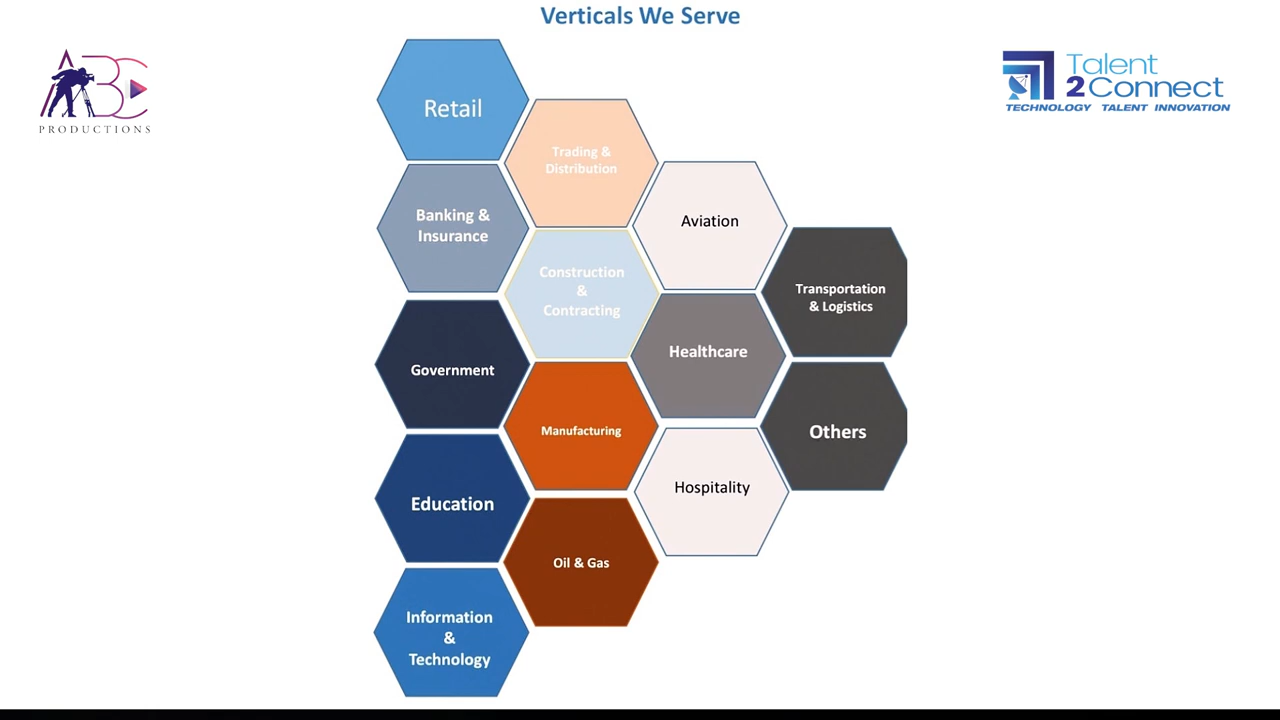 Verticals We Serve
ABC
PRODUCTIONS
Talent
2Connect
TECHNOLOGY TALENT INNOVATION
Retail
Banking &
Insurance
Government
Education
Information
&
Technology
Trading &
Distribution
Construction
&
Contracting
Manufacturing
Oil & Gas
Aviation
Healthcare
Hospitality
Transportation
& Logistics
Others